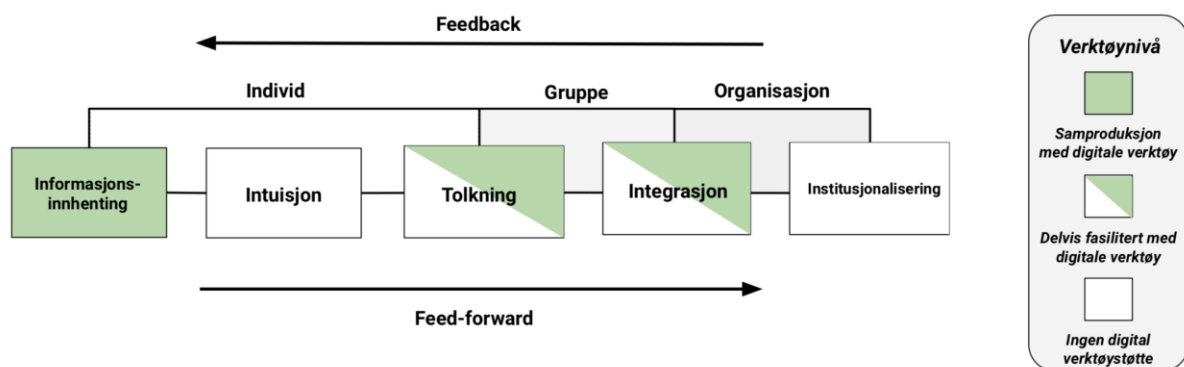 Feedback
Individ
Gruppe
Organisasjon
Informasjons-
innhenting
Intuisjon
Tolkning
Integrasjon
Institusjonalisering
Feed-forward
Verktøynivå
Samproduksjon
med digitale verktøy
Delvis fasilitert med
digitale verktøy
Ingen digital
verktøystøtte